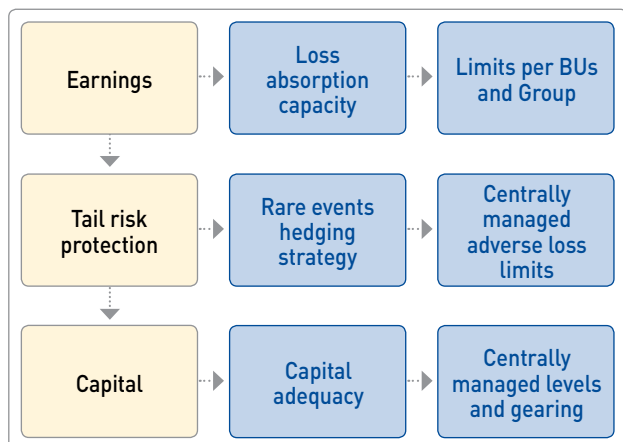 Earnings
Loss
absorption
capacity
Limits per BUs
and Group
Tail risk
protection
Rare events
hedging
strategy
Centrally
managed
adverse loss
limits
Capital
Capital
adequacy
Centrally
managed levels
and gearing